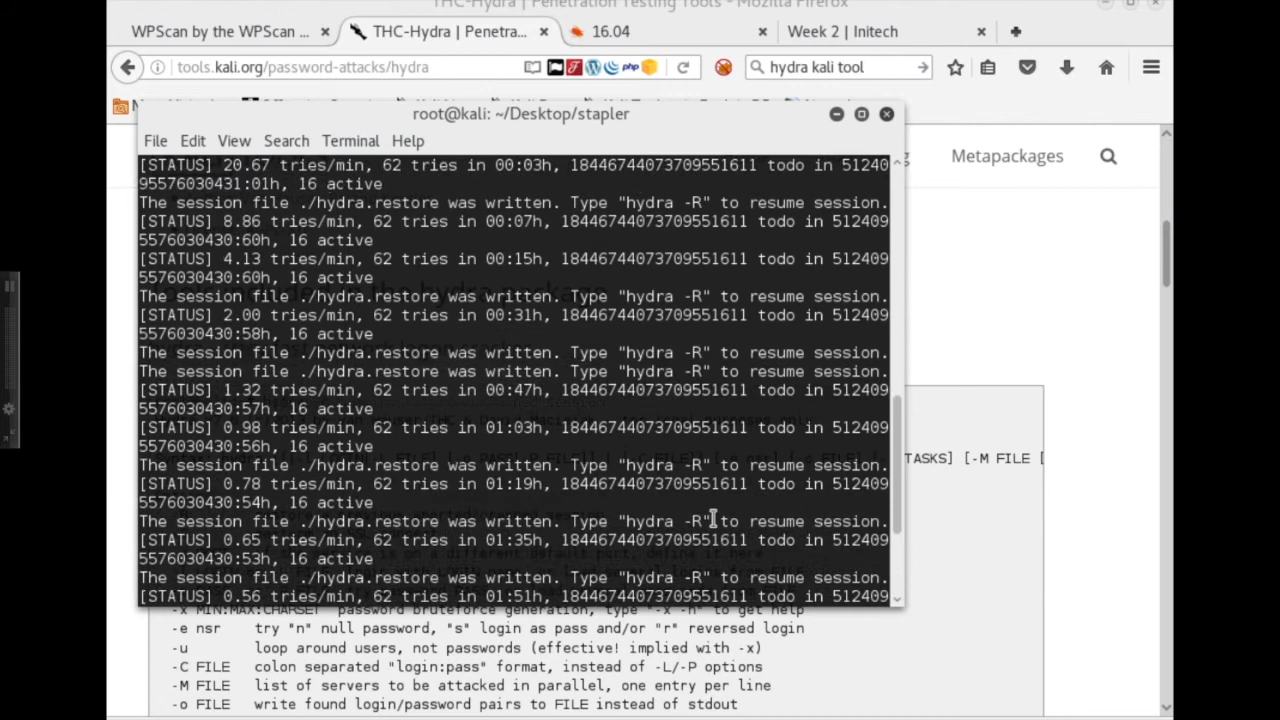 THC-Hydra | Penetration Testing Tools - Mozilla Firefox
WPScan by the WPScan ...
THC-Hydra | Penetra...
16.04
Week 2 | Initech
tools.kali.org/password-attacks/hydra
php
hydra kali tool
root@kali: ~/Desktop/stapler
File Edit View Search Terminal Help
Metapackages
[STATUS] 20.67 tries/min, 62 tries in 00:03h, 18446744073709551611 todo in 51240
95576030431:01h, 16 active
The session file ./hydra.restore was written. Type "hydra -R" to resume session.
[STATUS] 8.86 tries/min, 62 tries in 00:07h, 18446744073709551611 todo in 512409
5576030430:60h, 16 active
[STATUS] 4.13 tries/min, 62 tries in 00:15h, 18446744073709551611 todo in 512409
5576030430:60h, 16 active
The session file ./hydra.restore was written. Type "hydra -R" to resume session.
[STATUS] 2.00 tries/min, 62 tries in 00:31h, 18446744073709551611 todo in 512409
5576030430:58h, 16 active
The session file ./hydra.restore was written. Type "hydra -R" to resume session.
The session file ./hydra.restore was written. Type "hydra -R" to resume session.
[STATUS] 1.32 tries/min, 62 tries in 00:47h, 18446744073709551611 todo in 512409
5576030430:57h, 16 active
[STATUS] 0.98 tries/min, 62 tries in 01:03h, 18446744073709551611 todo in 512409
5576030430:56h, 16 active
The session file ./hydra.restore was written. Type "hydra -R" to resume session.
TASKS] [-M FILE [
[STATUS] 0.78 tries/min, 62 tries in 01:19h, 18446744073709551611 todo in 512409
5576030430:54h, 16 active
The session file ./hydra.restore was written. Type "hydra -R" to resume session.
[STATUS] 0.65 tries/min, 62 tries in 01:35h, 18446744073709551611 todo in 512409
5576030430:53h, 16 active
The session file ./hydra.restore was written. Type "hydra -R" to resume session.
[STATUS] 0.56 tries/min, 62 tries in 01:51h, 18446744073709551611 todo in 512409
-x MIN:MAX:CHARSET password bruteforce generation, type "-x -h" to get help
-e nsr try "n" null password, "s" login as pass and/or "r" reversed login
-u loop around users, not passwords (effective! implied with -x)
-C FILE colon separated "login:pass" format, instead of -L/-P options
-M FILE list of servers to be attacked in parallel, one entry per line
-o FILE write found login/password pairs to FILE instead of stdout